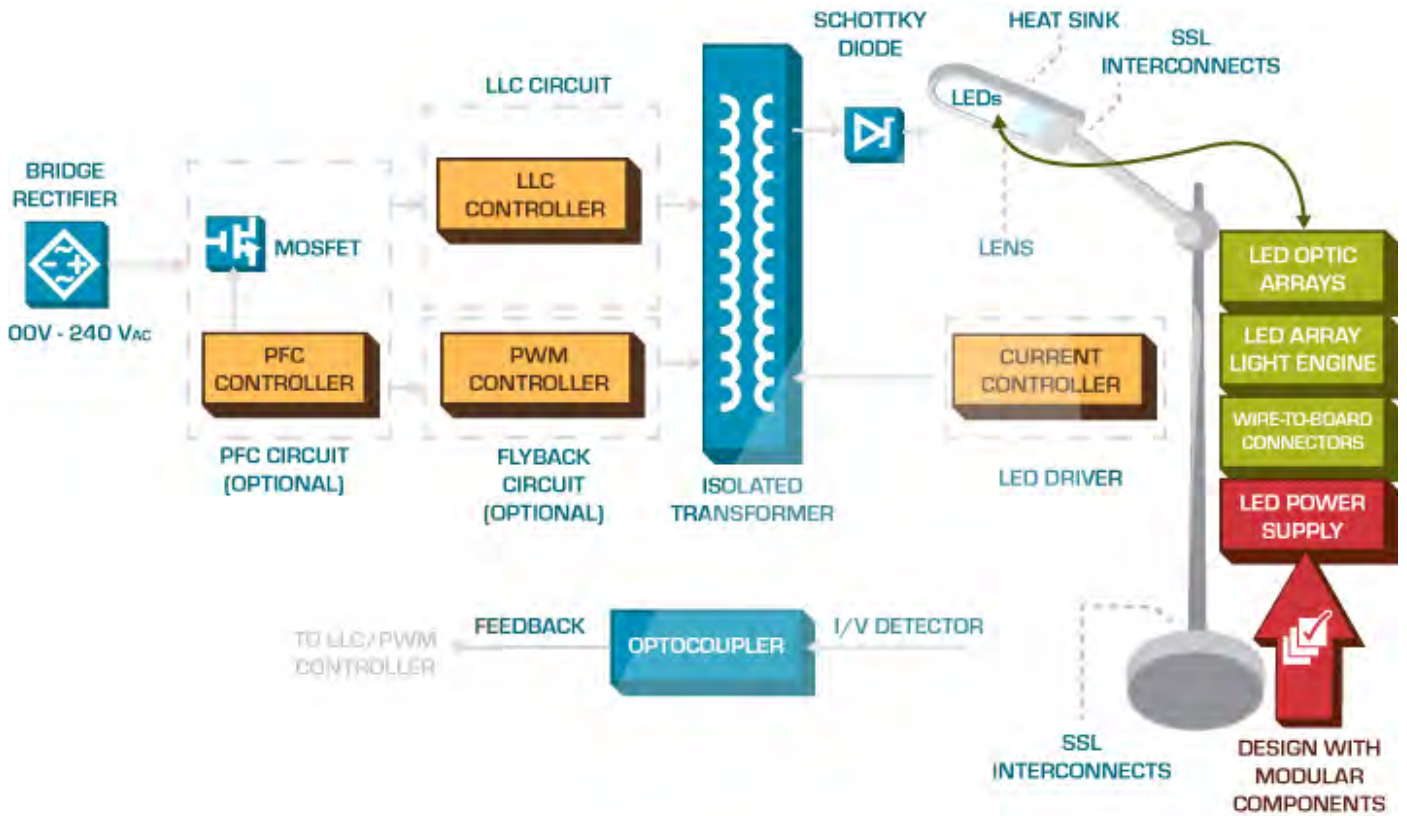 SCHOTTKY
DIODE
HEAT SINK
SSL
INTERCONNECTS
LLC CIRCUIT
LEDs
BRIDGE
RECTIFIER
LLC
CONTROLLER
MOSFET
LENS
LED OPTIC
ARRAYS
00V - 240 VAC
PFC
CONTROLLER
PWM
CONTROLLER
CURRENT
CONTROLLER
LED ARRAY
LIGHT ENGINE
WIRE-TO-BOARD
CONNECTORS
PFC CIRCUIT
(OPTIONAL)
FLYBACK
CIRCUIT
(OPTIONAL)
ISOLATED
TRANSFORMER
LED DRIVER
LED POWER
SUPPLY
TO LLC/PWM
CONTROLLER
FEEDBACK
OPTOCOUPLER
I/V DETECTOR
SSL
INTERCONNECTS
DESIGN WITH
MODULAR
COMPONENTS